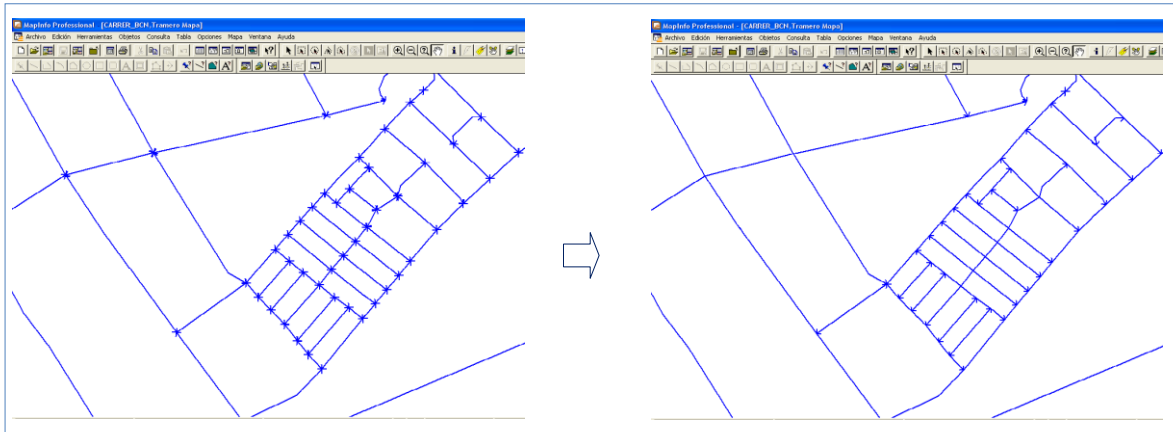 MapInfo Professional - [CARRER_BCN,Tramero Mapa]
Archivo Edición Herramientas Objetos Consulta Tabla Opciones Mapa Ventana Ayuda
MapInfo Professional - [CARRER_BCN,Tramero Mapa]
Archivo Edición Herramientas Objetos Consulta Tabla Opciones Mapa Ventana Ayuda